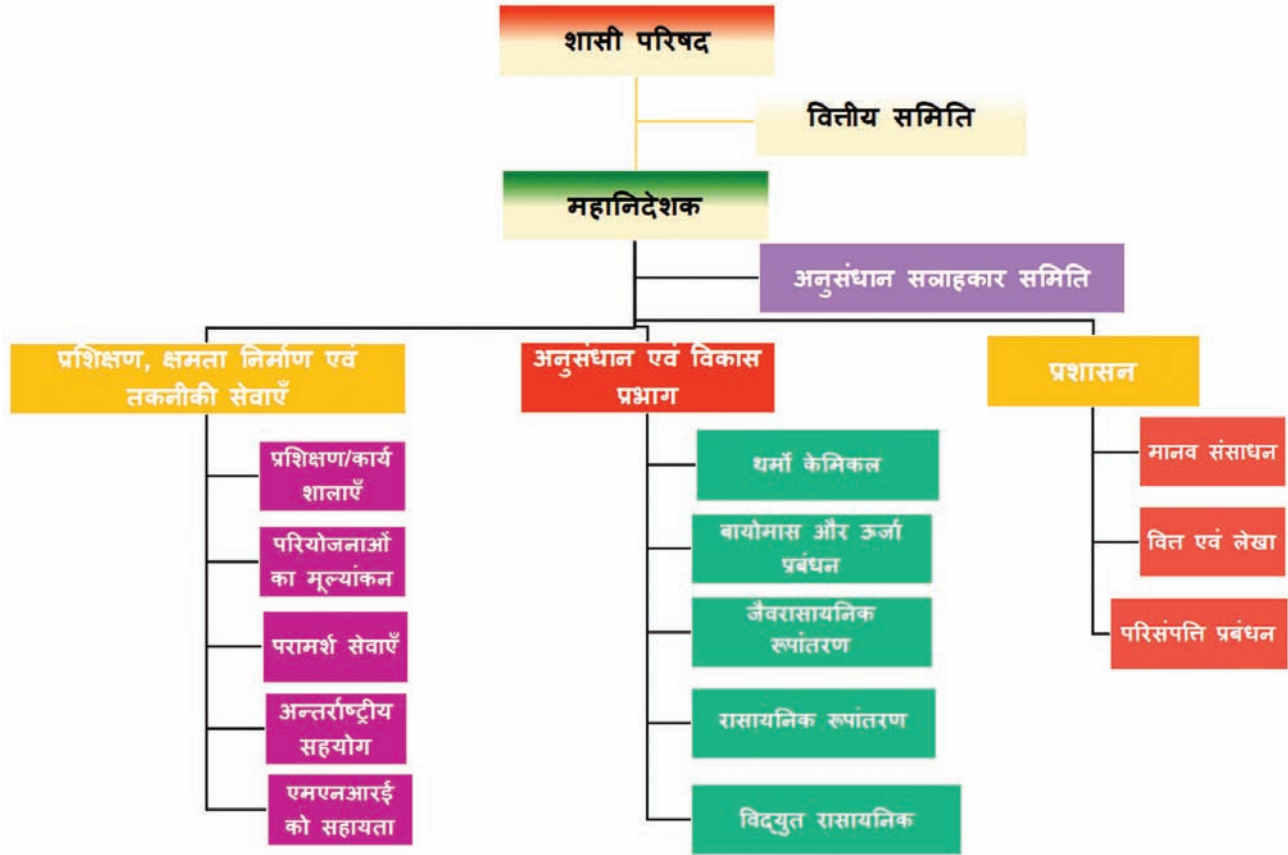 शासी परिषद
वित्तीय समिति
महानिदेशक
अनुसंधान सलाहकार समिति
प्रशिक्षण, क्षमता निर्माण एवं
तकनीकी सेवाएँ
प्रशिक्षण/कार्य
शालाएँ
परियोजनाओं
का मूल्यांकन
परामर्श सेवाएँ
अन्तर्राष्ट्रीय
सहयोग
एमएनआरई
को सहायता
अनुसंधान एवं विकास
प्रभाग
थर्मो केमिकल
बायोमास और ऊर्जा
प्रबंधन
जैवरासायनिक
रूपांतरण
रासायनिक रूपांतरण
विद्युत रासायनिक
प्रशासन
मानव संसाधन
वित्त एवं लेखा
परिसंपत्ति प्रबंधन